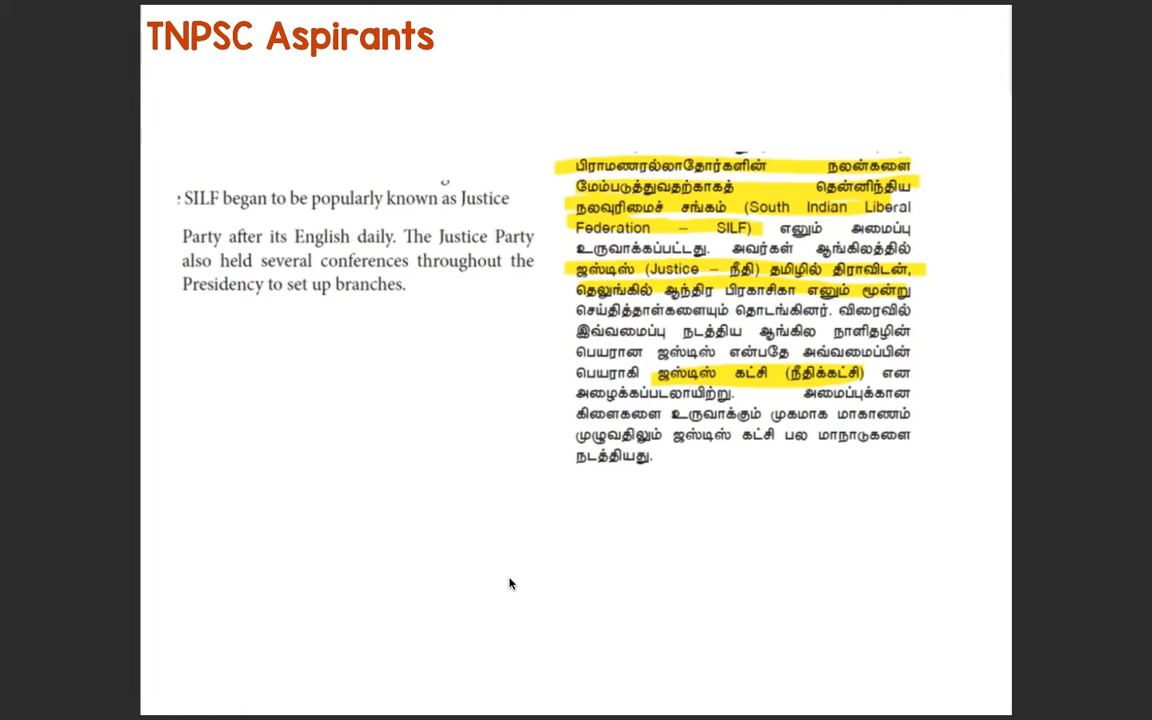 TNPSC Aspirants
SILF began to be popularly known as Justice
Party after its English daily. The Justice Party
also held several conferences throughout the
Presidency to set up branches.
பிராமணரல்லாதோர்களின் நலன்களை
மேம்படுத்துவதற்காகத் தென்னிந்திய
நலவுரிமைச் சங்கம் (South Indian Liberal
Federation – SILF) எனும் அமைப்பு
உருவாக்கப்பட்டது. அவர்கள் ஆங்கிலத்தில்
ஜஸ்டிஸ் (Justice – நீதி) தமிழில் திராவிடன்,
தெலுங்கில் ஆந்திர பிரகாசிகா எனும் மூன்று
செய்தித்தாள்களையும் தொடங்கினர். விரைவில்
இவ்வமைப்பு நடத்திய ஆங்கில நாளிதழின்
பெயரான ஜஸ்டிஸ் என்பதே அவ்வமைப்பின்
பெயராகி ஜஸ்டிஸ் கட்சி (நீதிக்கட்சி) என
அழைக்கப்படலாயிற்று. அமைப்புக்கான
கிளைகளை உருவாக்கும் முகமாக மாகாணம்
முழுவதிலும் ஜஸ்டிஸ் கட்சி பல மாநாடுகளை
நடத்தியது.